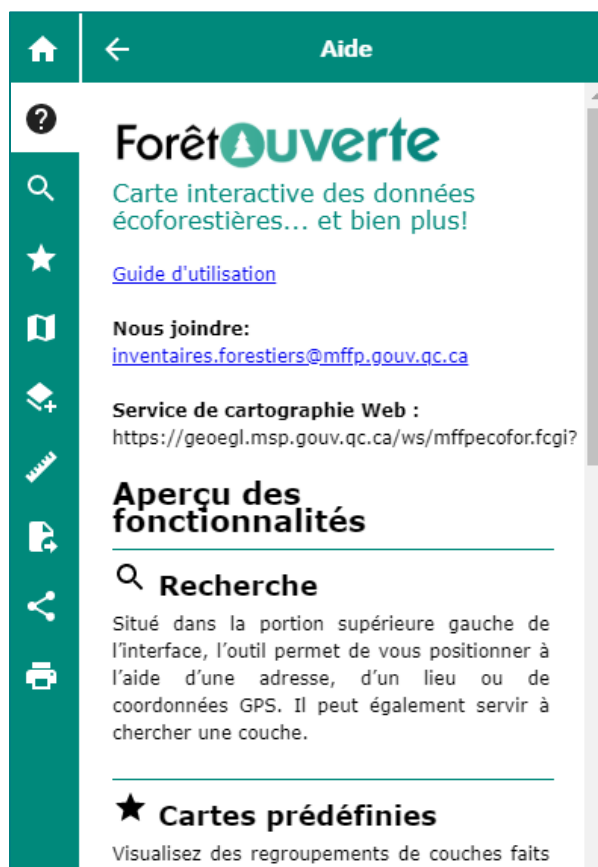 Aide
ForêtOuverte
Carte interactive des données
écoforestières... et bien plus!
Guide d'utilisation
Nous joindre:
inventaires.forestiers@mffp.gouv.qc.ca
Service de cartographie Web :
https://geoegl.msp.gouv.qc.ca/ws/mffpecofor.fcgi?
Aperçu des
fonctionnalités
Recherche
Situé dans la portion supérieure gauche de
l’interface, l’outil permet de vous positionner à
l’aide d’une adresse, d’un lieu ou de
coordonnées GPS. Il peut également servir à
chercher une couche.
Cartes prédéfinies
Visualisez des regroupements de couches faits